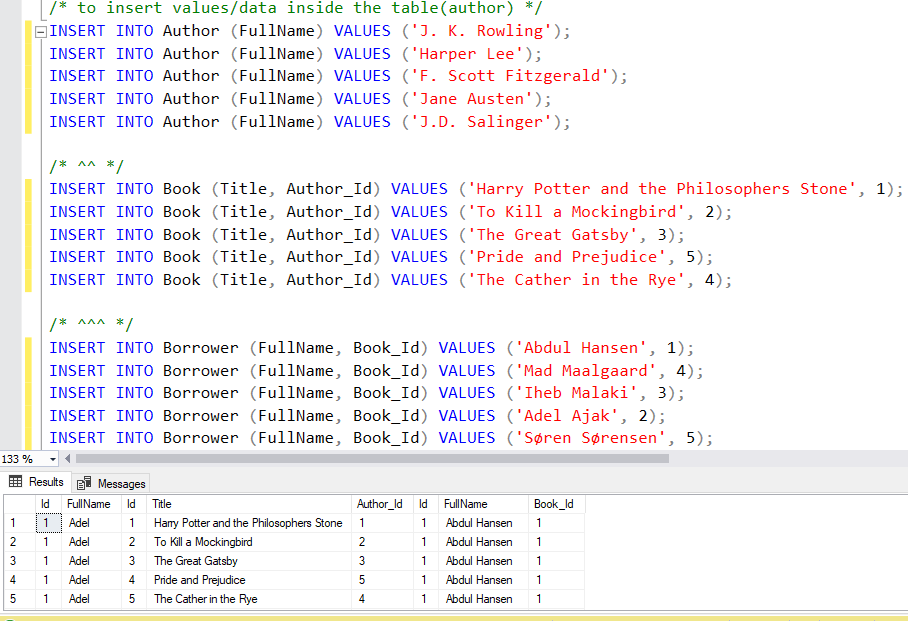 /* to insert values/data inside the table(author) */
INSERT INTO Author (FullName) VALUES ('J. K. Rowling');
INSERT INTO Author (FullName) VALUES ('Harper Lee');
INSERT INTO Author (FullName) VALUES ('F. Scott Fitzgerald');
INSERT INTO Author (FullName) VALUES ('Jane Austen');
INSERT INTO Author (FullName) VALUES ('J.D. Salinger');
/* ^^ */
INSERT INTO Book (Title, Author_Id) VALUES ('Harry Potter and the Philosophers Stone', 1);
INSERT INTO Book (Title, Author_Id) VALUES ('To Kill a Mockingbird', 2);
INSERT INTO Book (Title, Author_Id) VALUES ('The Great Gatsby', 3);
INSERT INTO Book (Title, Author_Id) VALUES ('Pride and Prejudice', 5);
INSERT INTO Book (Title, Author_Id) VALUES ('The Cather in the Rye', 4);
/* ^^^ */
INSERT INTO Borrower (FullName, Book_Id) VALUES ('Abdul Hansen', 1);
INSERT INTO Borrower (FullName, Book_Id) VALUES ('Mad Maalgaard', 4);
INSERT INTO Borrower (FullName, Book_Id) VALUES ('Iheb Malaki', 3);
INSERT INTO Borrower (FullName, Book_Id) VALUES ('Adel Ajak', 2);
INSERT INTO Borrower (FullName, Book_Id) VALUES ('Søren Sørensen', 5);
133 %
Results Messages
Id FullName Id Title Author_Id Id FullName Book_Id
1 1 Adel 1 Harry Potter and the Philosophers Stone 1 1 Abdul Hansen 1
2 1 Adel 2 To Kill a Mockingbird 2 1 Abdul Hansen 1
3 1 Adel 3 The Great Gatsby 3 1 Abdul Hansen 1
4 1 Adel 4 Pride and Prejudice 5 1 Abdul Hansen 1
5 1 Adel 5 The Cather in the Rye 4 1 Abdul Hansen 1